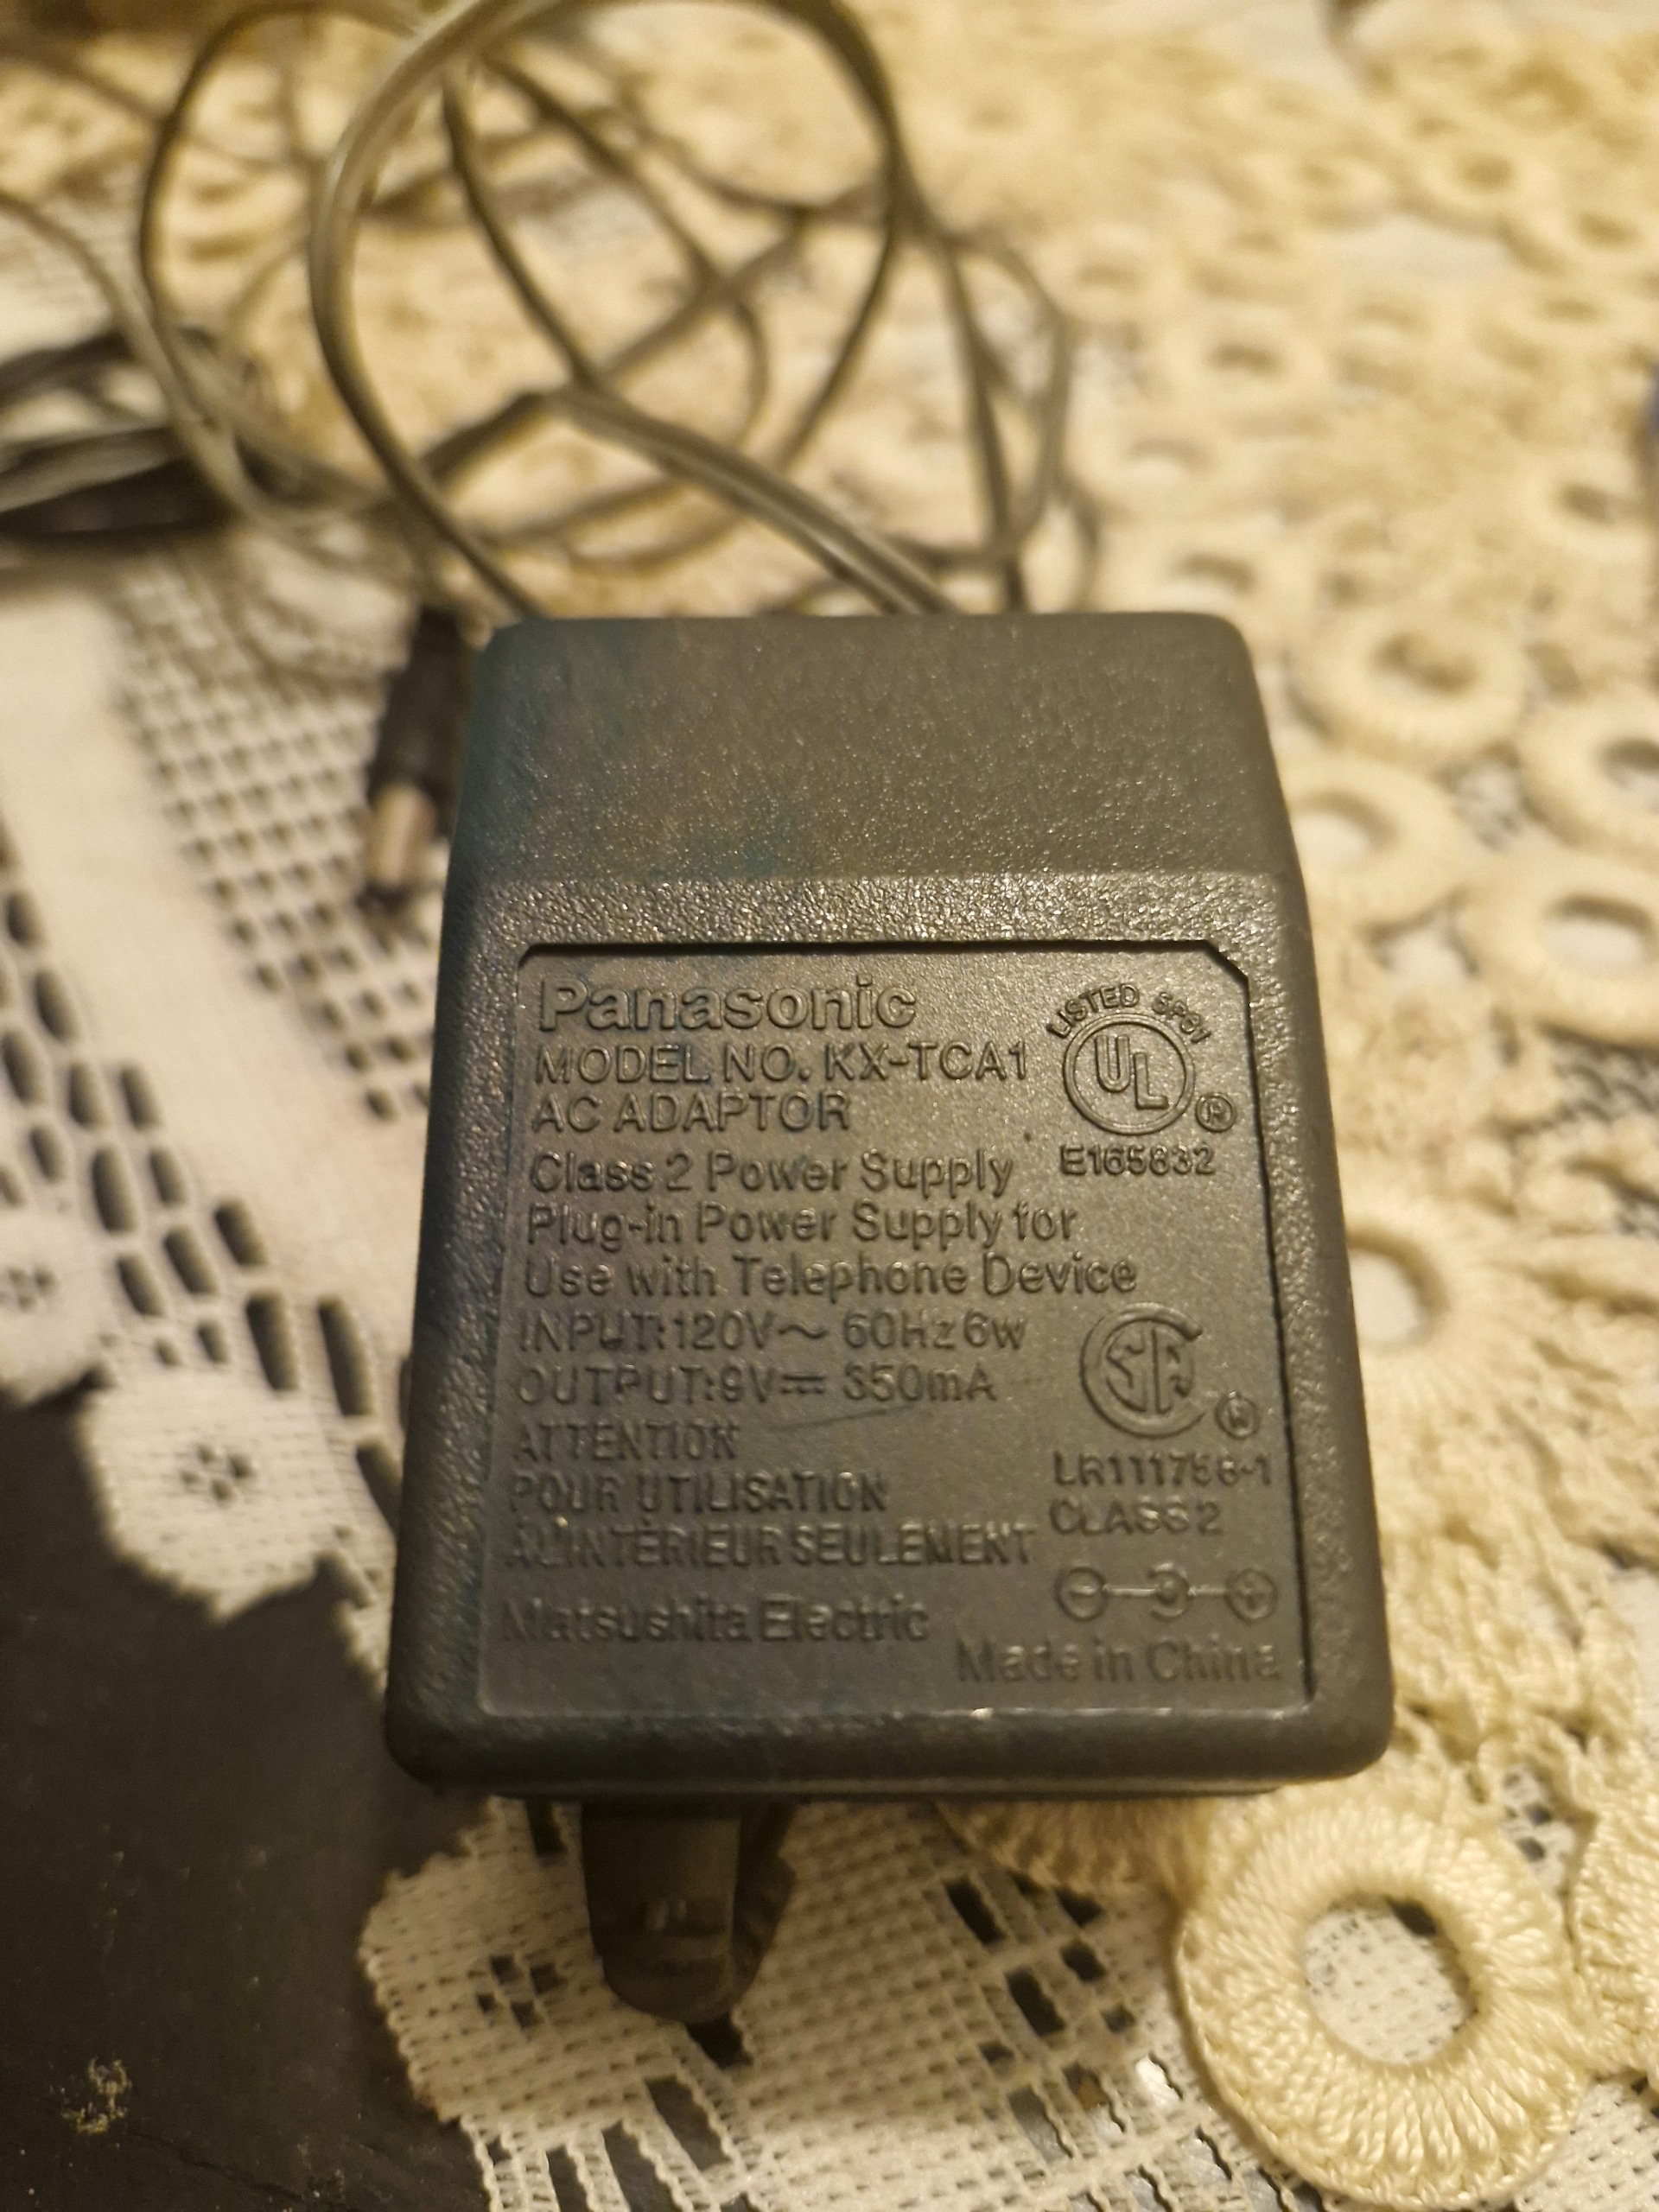 Panasonic
LISTED 5P01
MODEL NO. KX-TCA1
UL
®
AC ADAPTOR
E165832
Class 2 Power Supply
Plug-in Power Supply for
Use with Telephone Device
INPUT:120V~ 60Hz 6w
OUTPUT:9V⎓ 350mA
ATTENTION
LR111756-1
POUR UTILISATION
CLASS 2
À L'INTÉRIEUR SEULEMENT
Matsushita Electric
Made in China